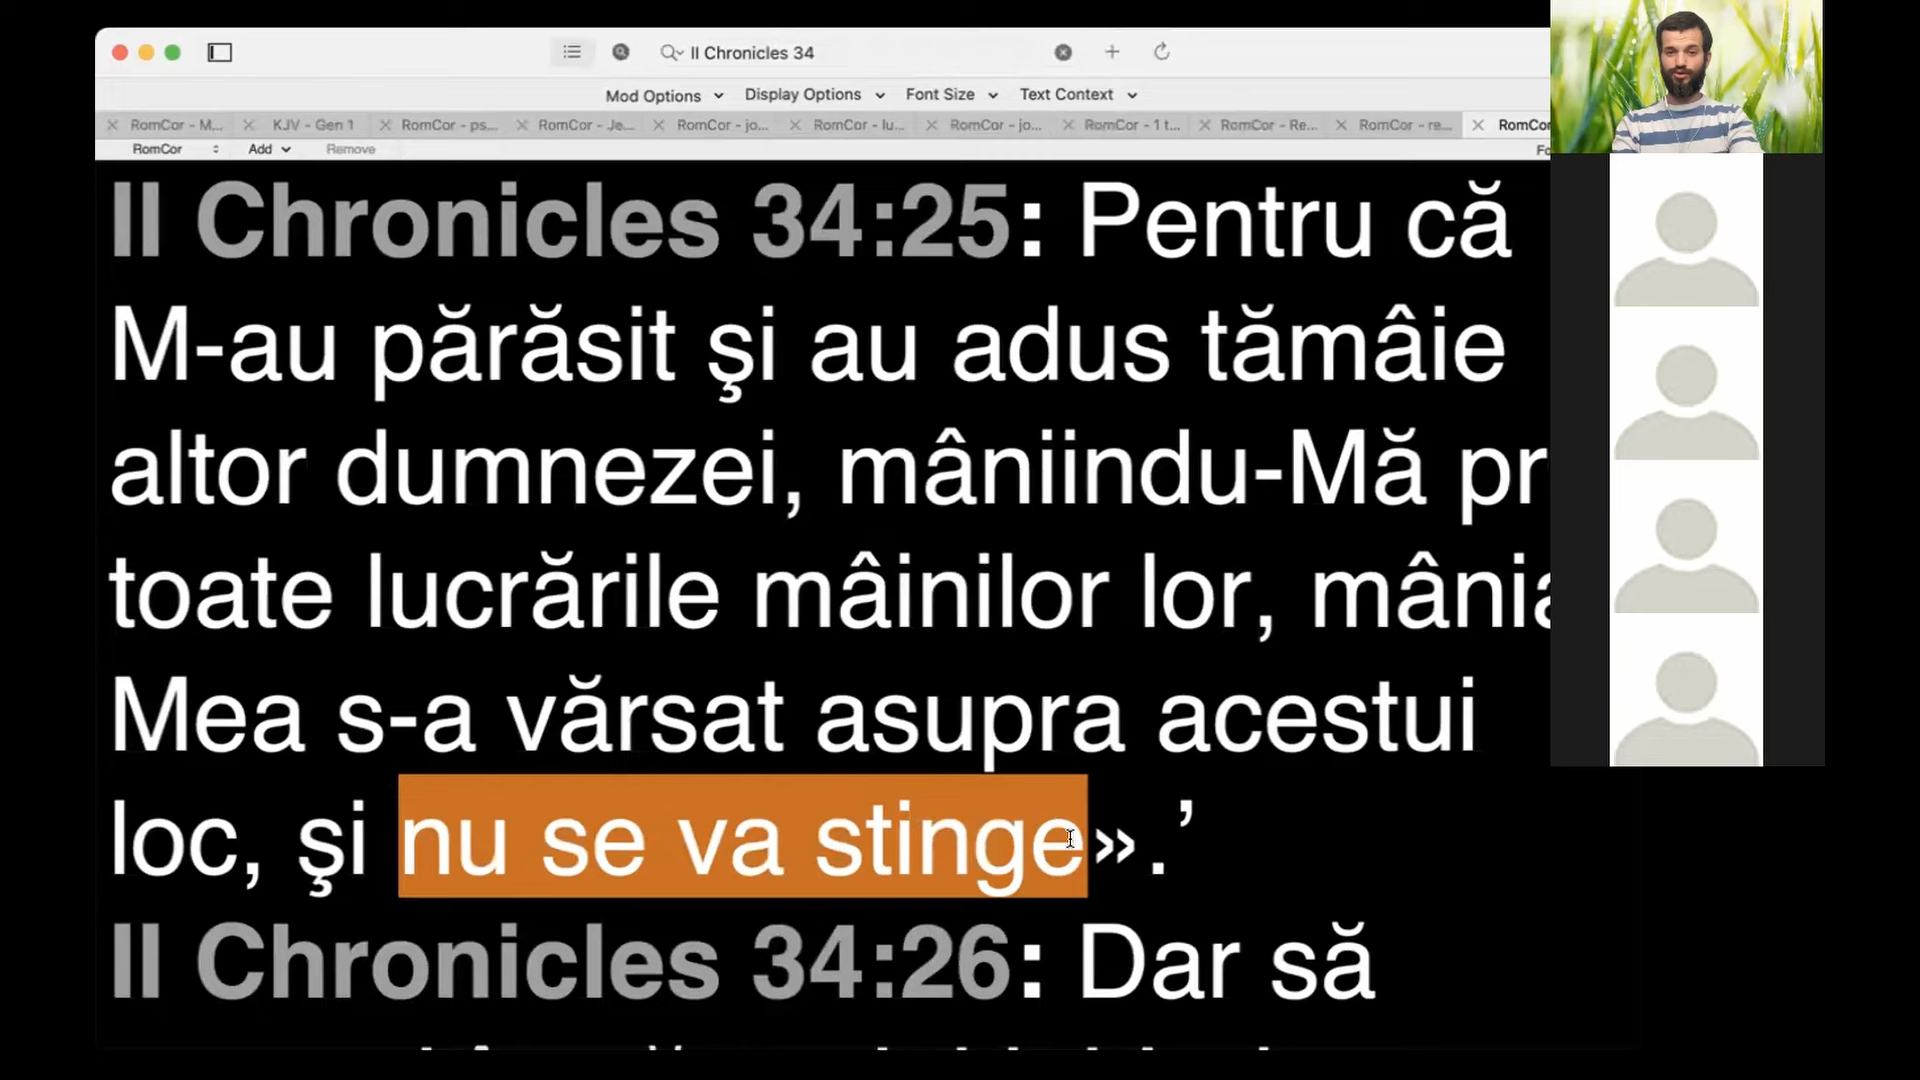 II Chronicles 34
Mod Options Display Options Font Size Text Context
RomCor - M... KJV - Gen 1 RomCor - ps... RomCor - Je... RomCor - jo... RomCor - lu... RomCor - jo... RomCor - 1 t... RomCor - Re... RomCor - re... RomCor
RomCor Add Remove
II Chronicles 34:25: Pentru că
M-au părăsit şi au adus tămâie
altor dumnezei, mâniindu-Mă pr
toate lucrările mâinilor lor, mânia
Mea s-a vărsat asupra acestui
loc, şi nu se va stinge».’
II Chronicles 34:26: Dar să